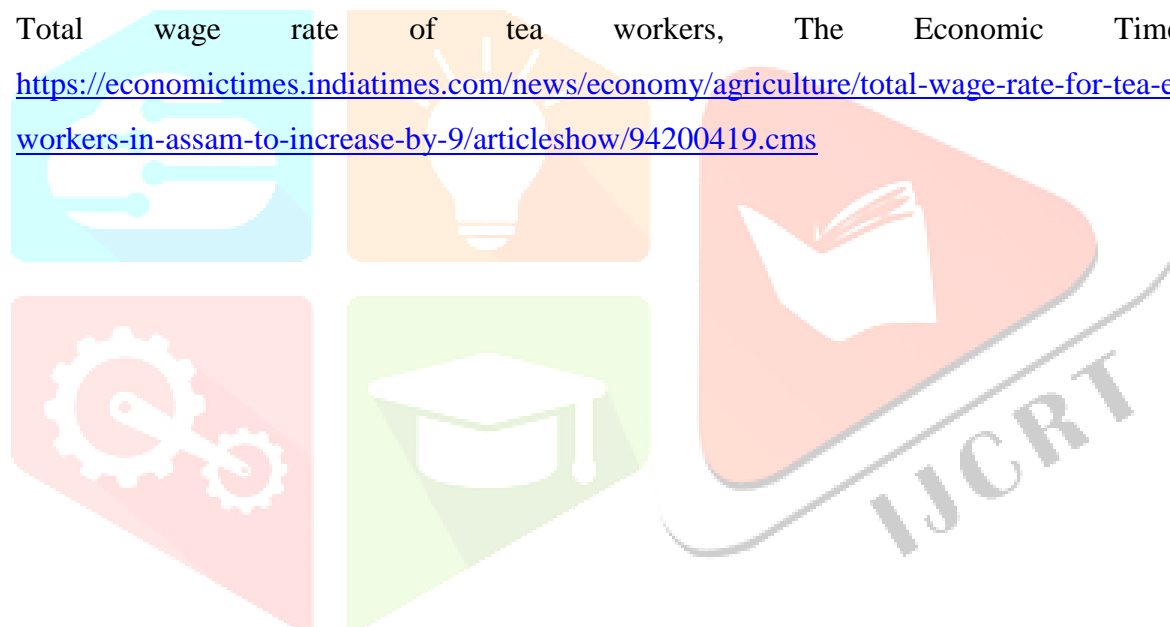 Total wage rate of tea workers, The Economic Time
https://economictimes.indiatimes.com/news/economy/agriculture/total-wage-rate-for-tea-e
workers-in-assam-to-increase-by-9/articleshow/94200419.cms
IJCRT